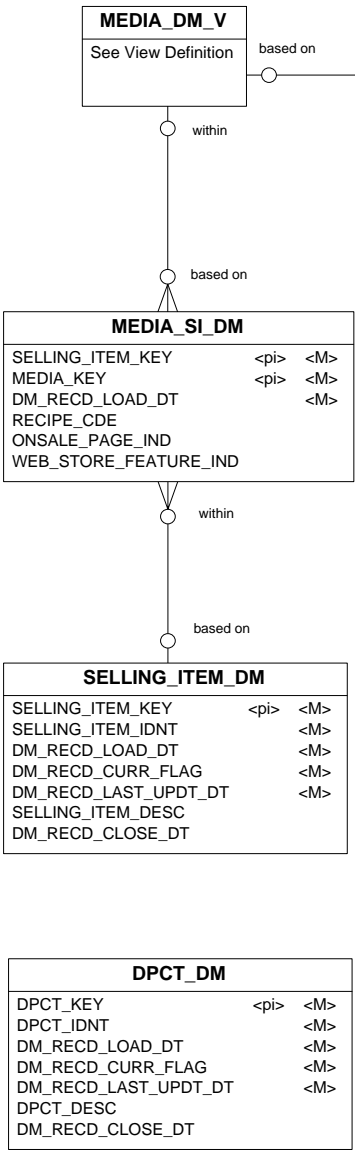 MEDIA_DM_V
See View Definition
based on
within
based on
MEDIA_SI_DM
SELLING_ITEM_KEY <pi> <M>
MEDIA_KEY <pi> <M>
DM_RECD_LOAD_DT <M>
RECIPE_CDE
ONSALE_PAGE_IND
WEB_STORE_FEATURE_IND
within
based on
SELLING_ITEM_DM
SELLING_ITEM_KEY <pi> <M>
SELLING_ITEM_IDNT <M>
DM_RECD_LOAD_DT <M>
DM_RECD_CURR_FLAG <M>
DM_RECD_LAST_UPDT_DT <M>
SELLING_ITEM_DESC
DM_RECD_CLOSE_DT
DPCT_DM
DPCT_KEY <pi> <M>
DPCT_IDNT <M>
DM_RECD_LOAD_DT <M>
DM_RECD_CURR_FLAG <M>
DM_RECD_LAST_UPDT_DT <M>
DPCT_DESC
DM_RECD_CLOSE_DT